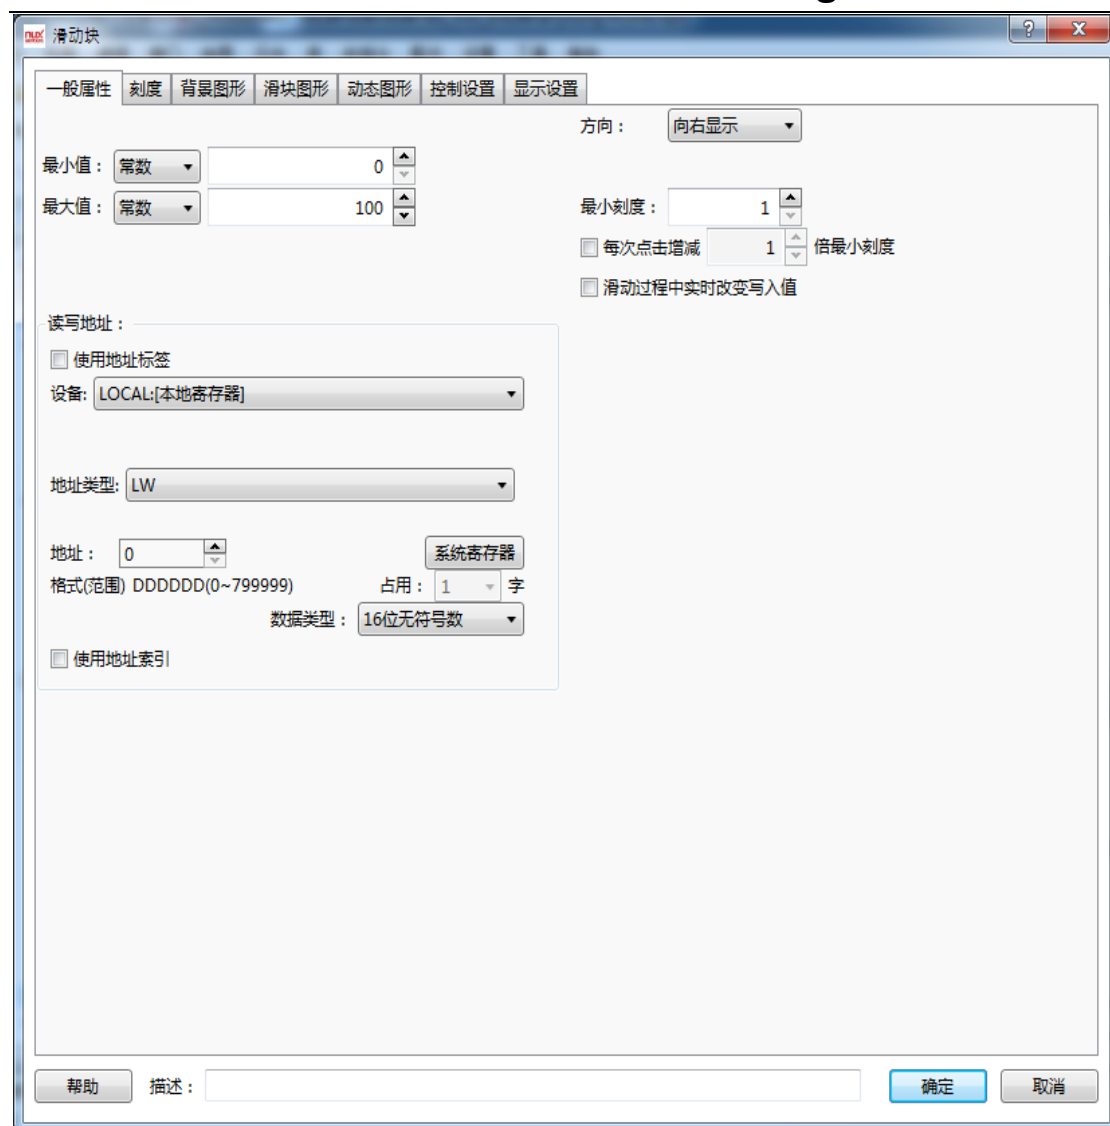 滑动块
一般属性 刻度 背景图形 滑块图形 动态图形 控制设置 显示设置
方向： 向右显示
最小值： 常数 0
最大值： 常数 100
最小刻度： 1
每次点击增减 1 倍最小刻度
滑动过程中实时改变写入值
读写地址：
使用地址标签
设备: LOCAL:[本地寄存器]
地址类型: LW
地址： 0 系统寄存器
格式(范围) DDDDDD(0~799999) 占用： 1 字
数据类型： 16位无符号数
使用地址索引
帮助 描述： 确定 取消